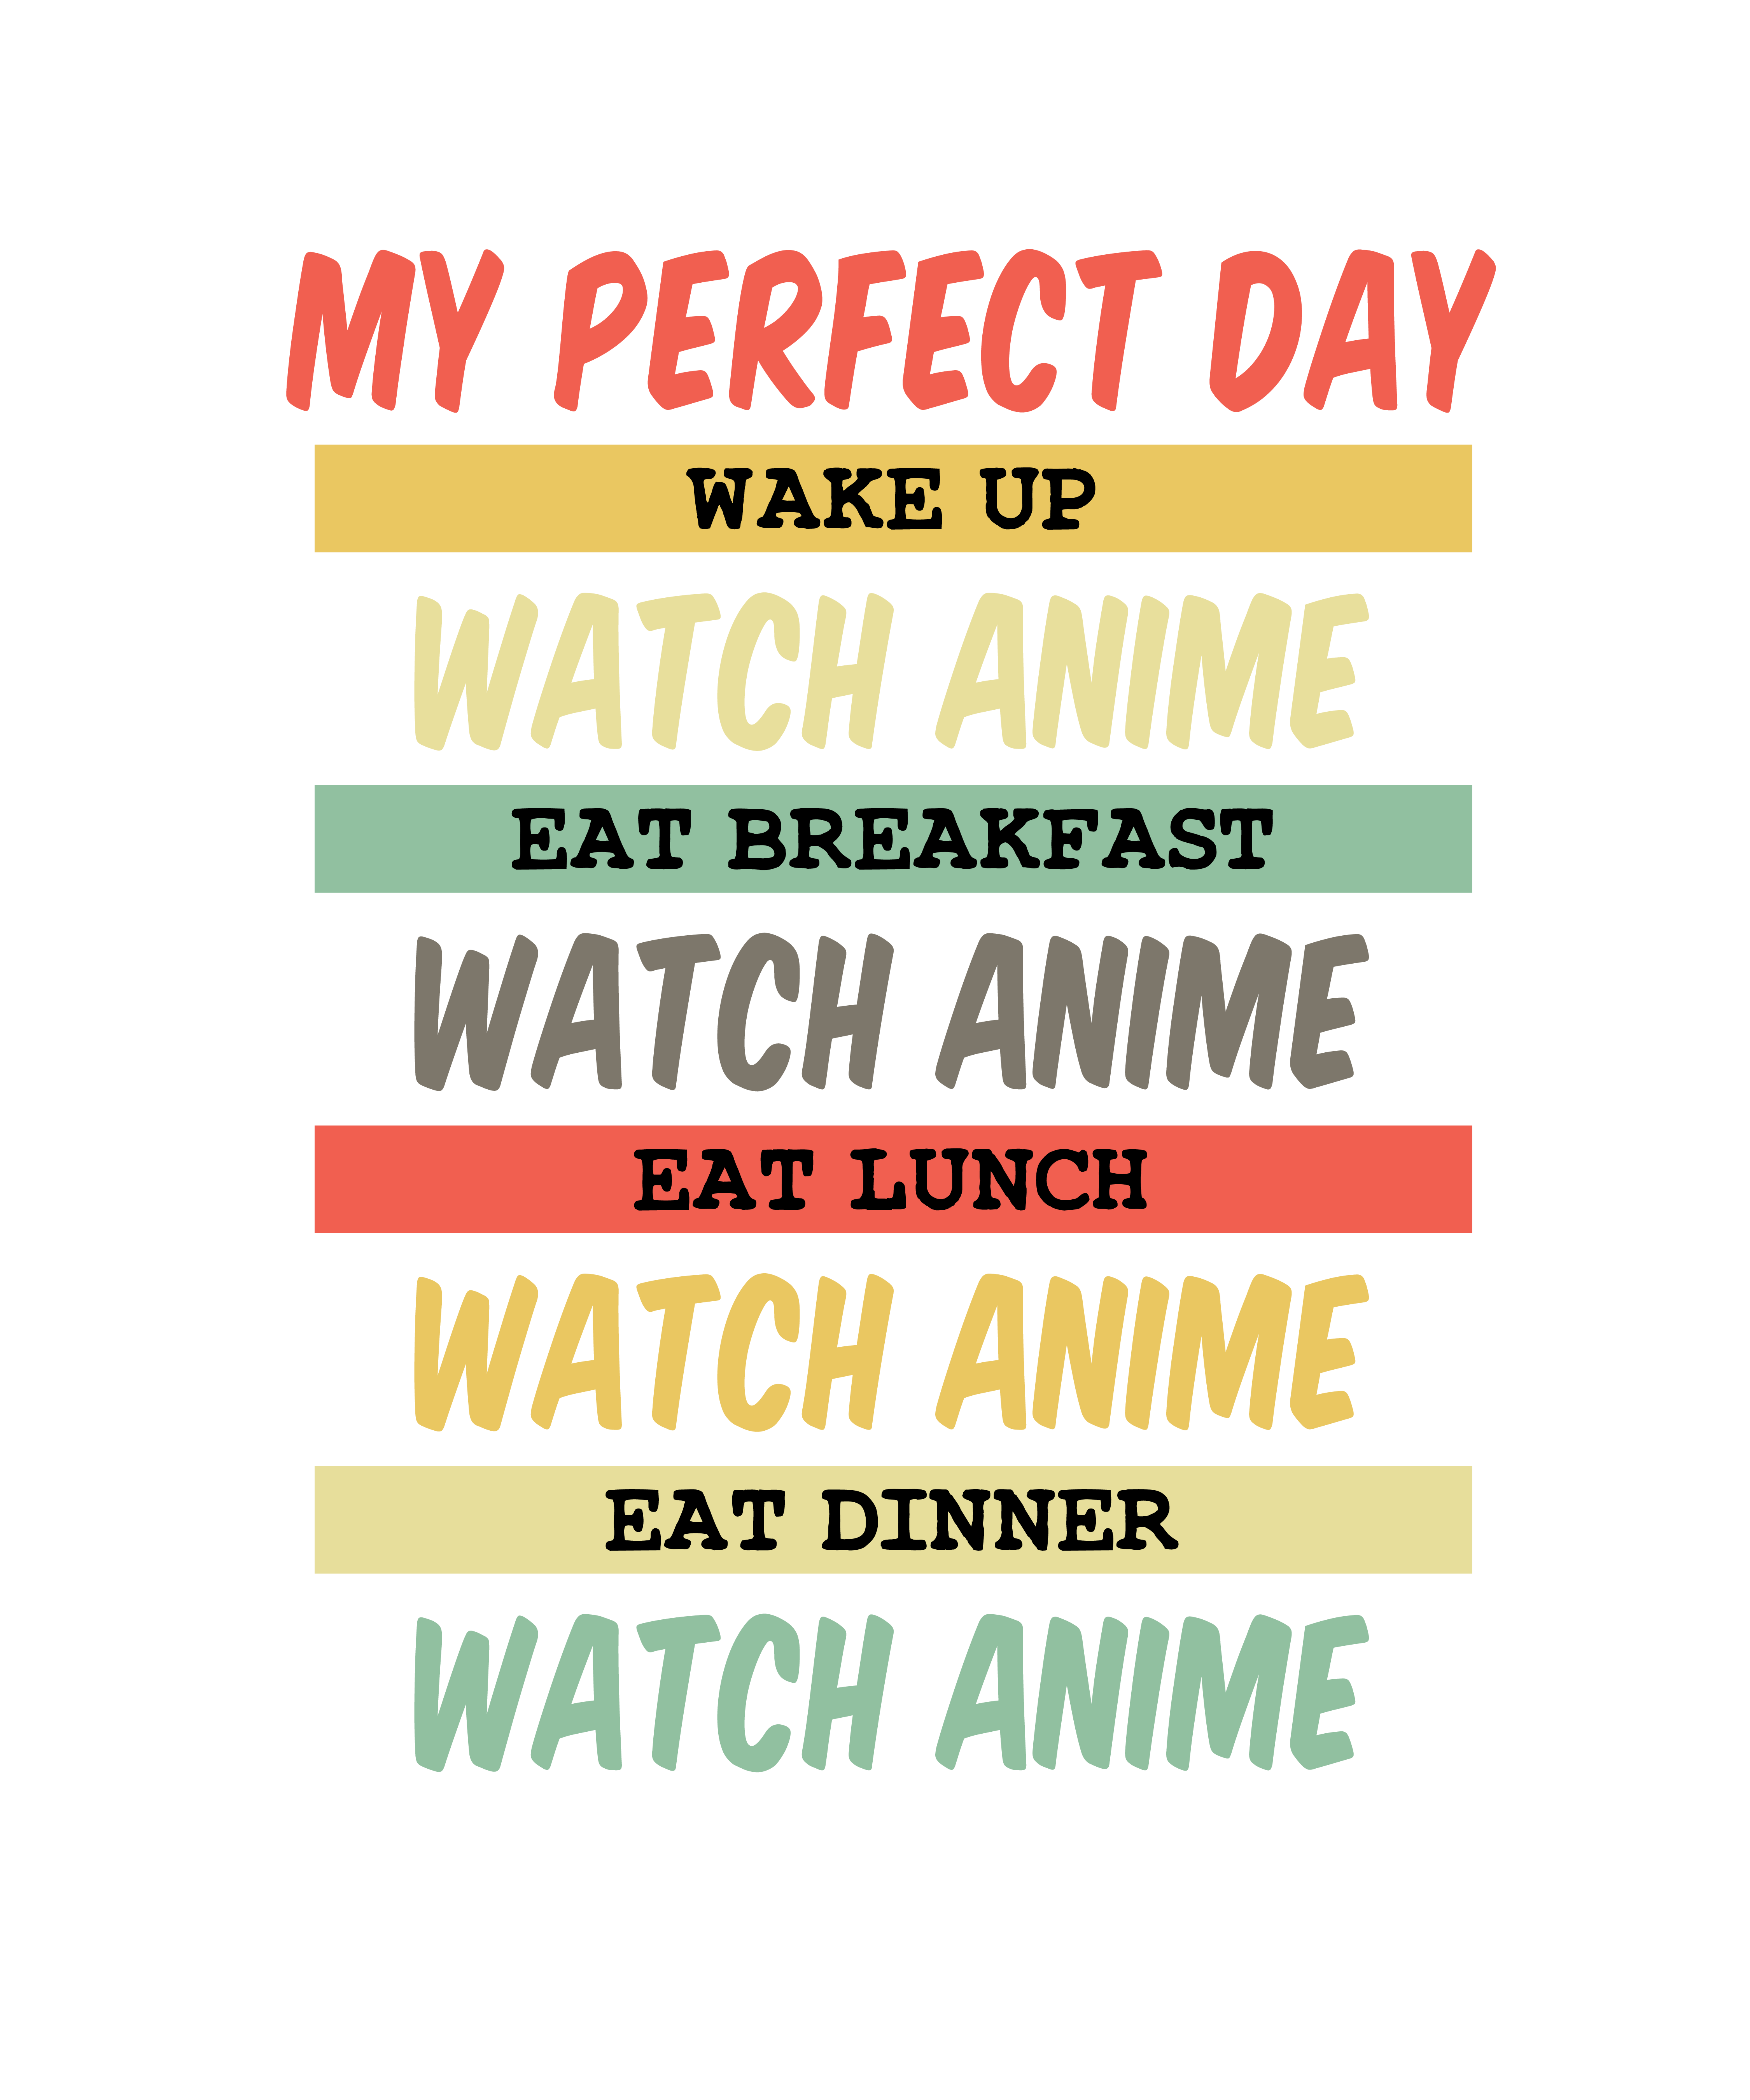 MY PERFECT DAY
WAKE UP
WATCH ANIME
EAT BREAKFAST
WATCH ANIME
EAT LUNCH
WATCH ANIME
EAT DINNER
WATCH ANIME